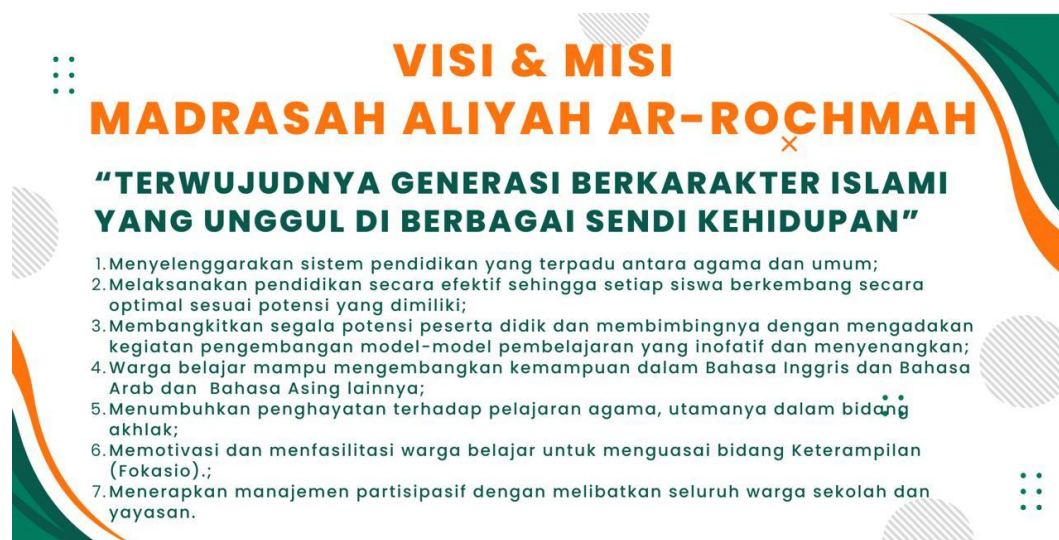 VISI & MISI
MADRASAH ALIYAH AR-ROCHMAH
“TERWUJUDNYA GENERASI BERKARAKTER ISLAMI
YANG UNGGUL DI BERBAGAI SENDI KEHIDUPAN”
1. Menyelenggarakan sistem pendidikan yang terpadu antara agama dan umum;
2. Melaksanakan pendidikan secara efektif sehingga setiap siswa berkembang secara
optimal sesuai potensi yang dimiliki;
3. Membangkitkan segala potensi peserta didik dan membimbingnya dengan mengadakan
kegiatan pengembangan model-model pembelajaran yang inofatif dan menyenangkan;
4. Warga belajar mampu mengembangkan kemampuan dalam Bahasa Inggris dan Bahasa
Arab dan Bahasa Asing lainnya;
5. Menumbuhkan penghayatan terhadap pelajaran agama, utamanya dalam bidang
akhlak;
6. Memotivasi dan menfasilitasi warga belajar untuk menguasai bidang Keterampilan
(Fokasio).;
7. Menerapkan manajemen partisipasif dengan melibatkan seluruh warga sekolah dan
yayasan.